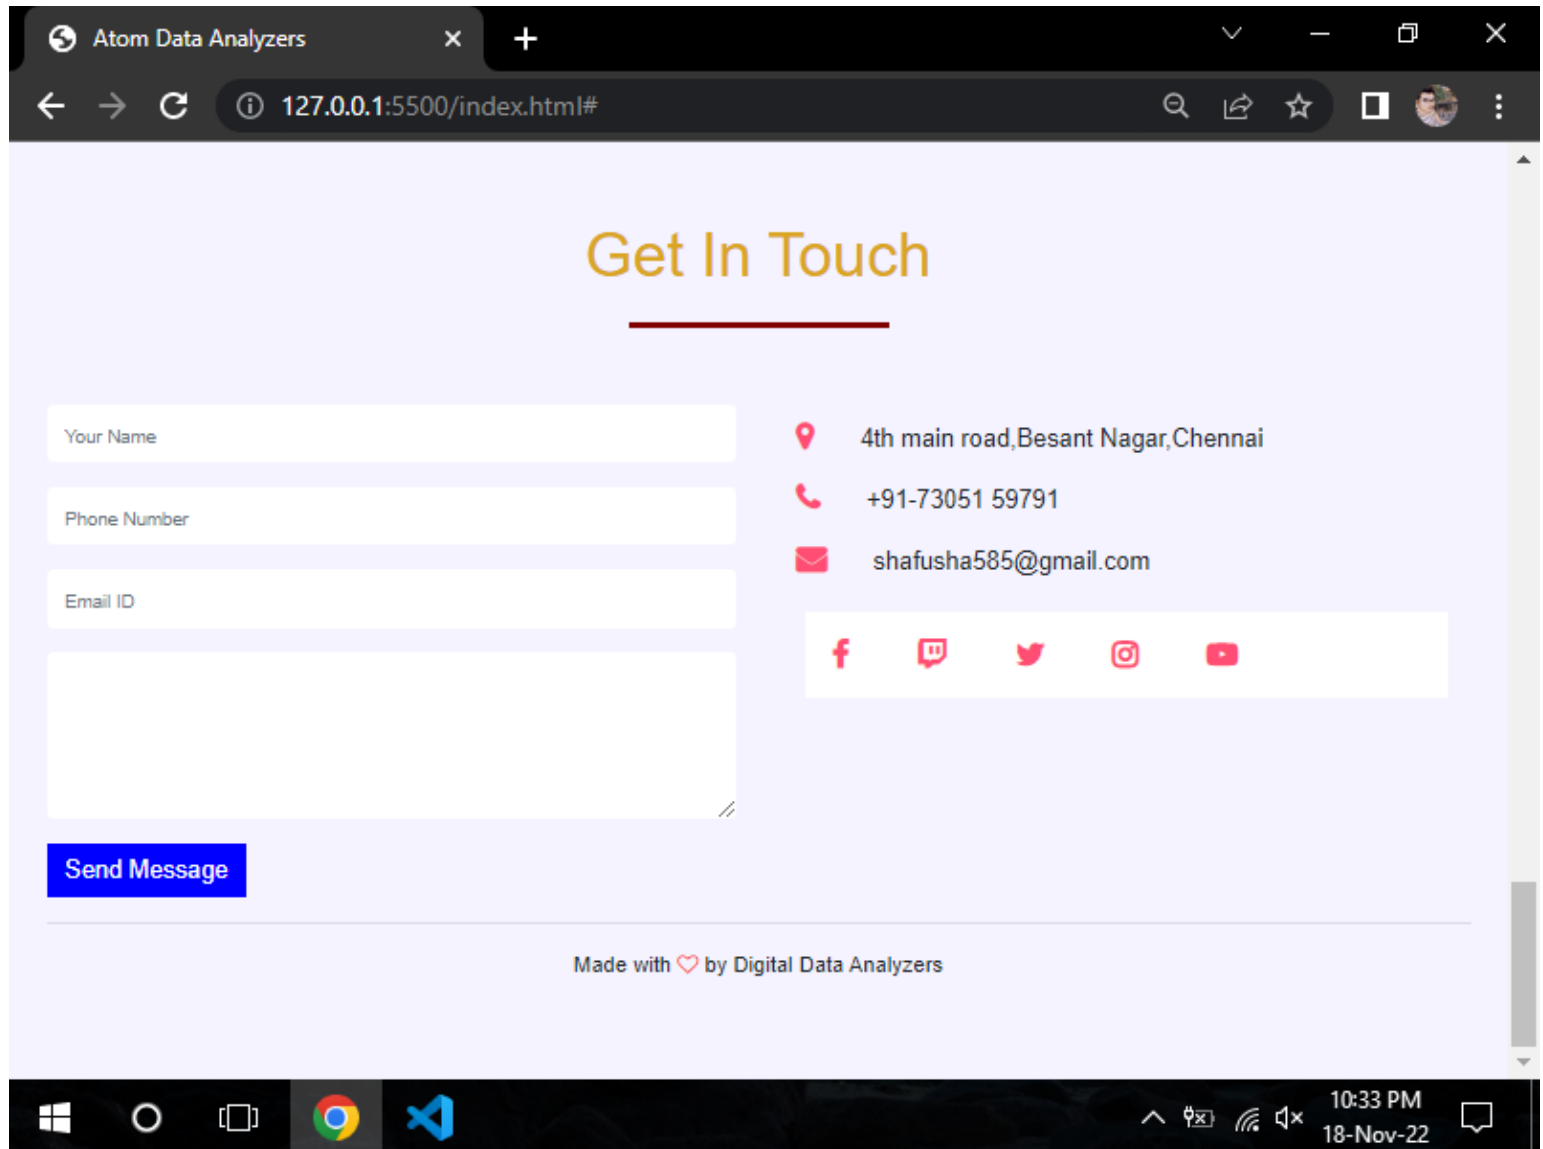 Atom Data Analyzers
127.0.0.1:5500/index.html#
Get In Touch
Your Name
Phone Number
Email ID
Send Message
4th main road,Besant Nagar,Chennai
+91-73051 59791
shafusha585@gmail.com
Made with by Digital Data Analyzers
10:33 PM
18-Nov-22